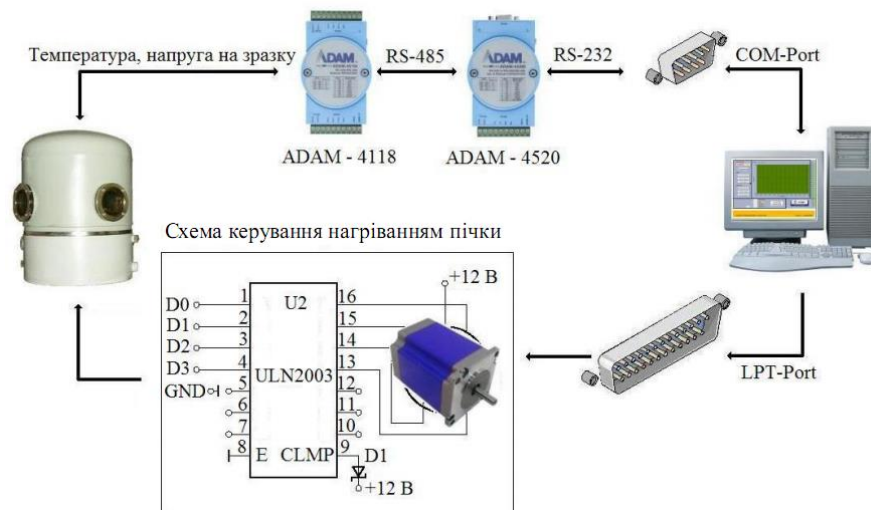 Температура, напруга на зразку
ADAM
RS-485
ADAM
RS-232
COM-Port
ADAM - 4118
ADAM - 4520
Схема керування нагріванням пічки
+12 В
D0
1
U2
16
D1
2
15
D2
3
14
D3
4
ULN2003
13
GND
5
12
6
11
7
10
8
E
CLMP
9
D1
+12 В
LPT-Port